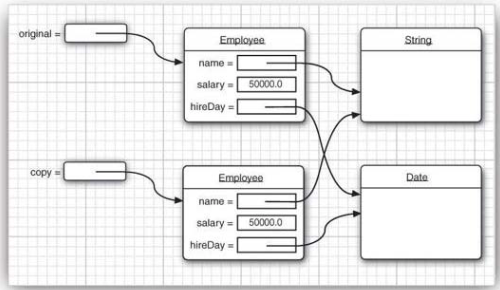 original =
Employee
name =
salary = 50000.0
hireDay =
String
copy =
Employee
name =
salary = 50000.0
hireDay =
Date